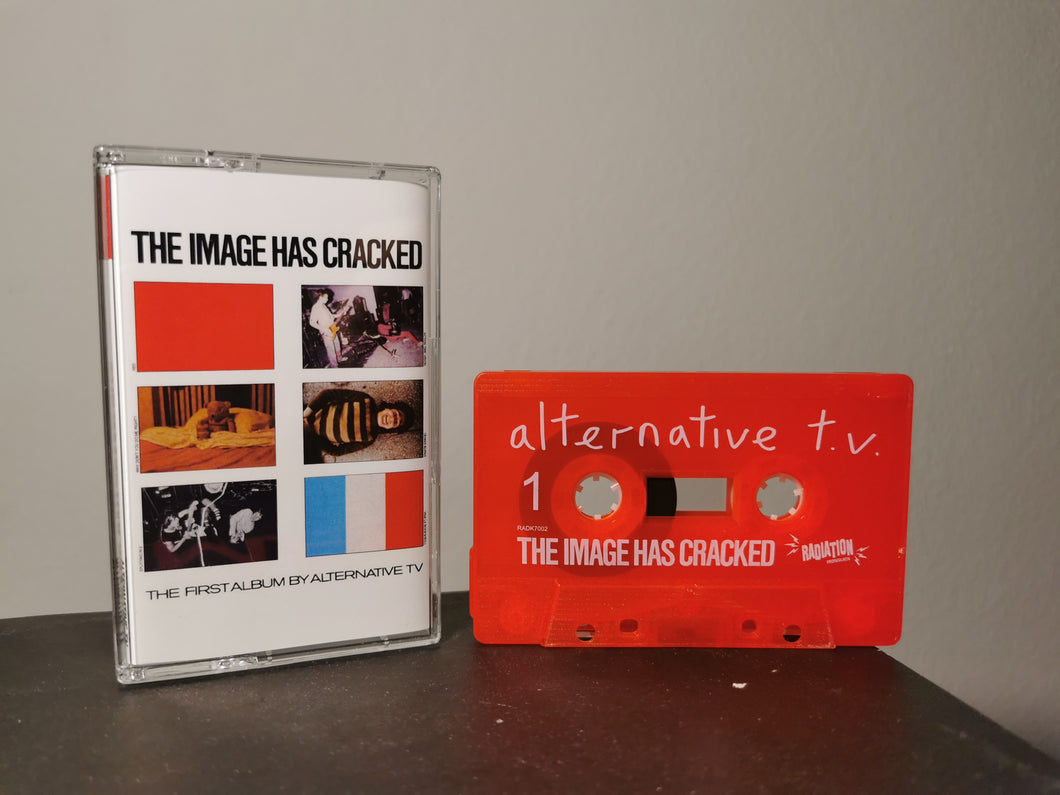 THE IMAGE HAS CRACKED
THE FIRST ALBUM BY ALTERNATIVE TV
alternative t.v.
1
RADK7002
THE IMAGE HAS CRACKED
RADIATION